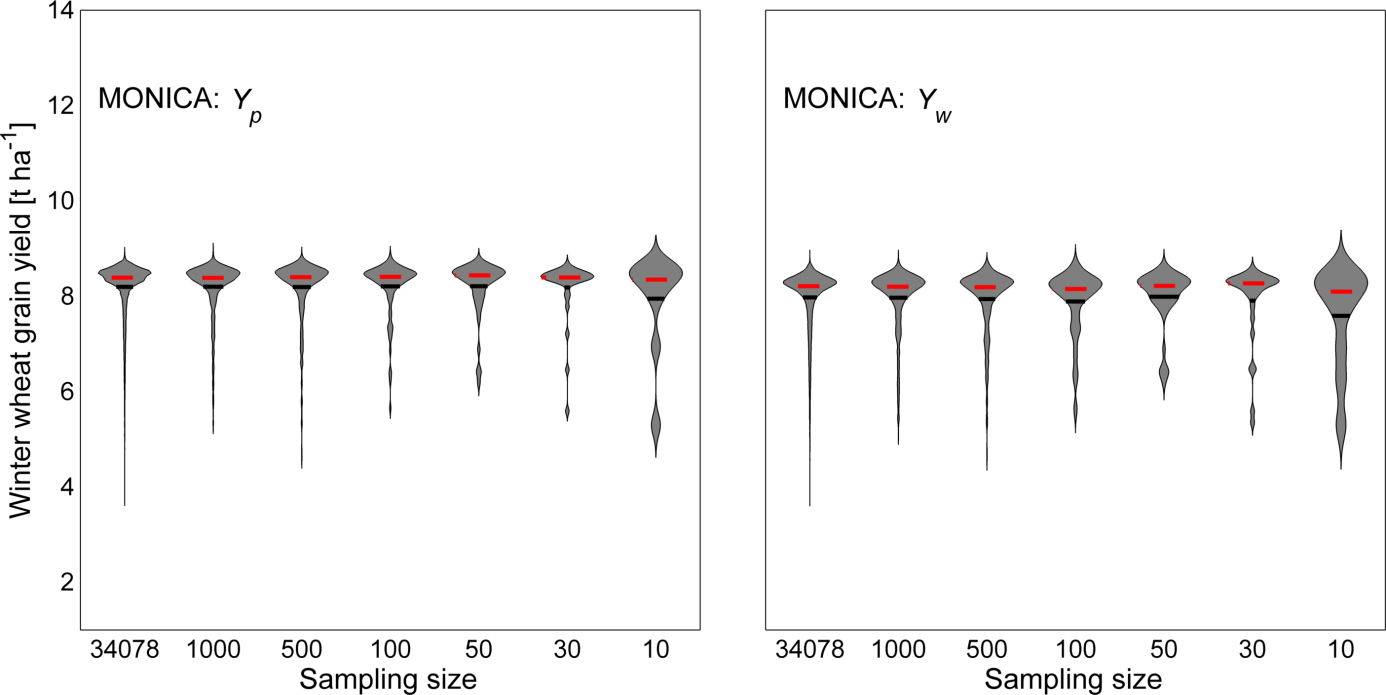 14
12
10
8
6
4
2
Winter wheat grain yield [t ha⁻¹]
MONICA: Yₚ
34078 1000 500 100 50 30 10
Sampling size
MONICA: Y_w
34078 1000 500 100 50 30 10
Sampling size